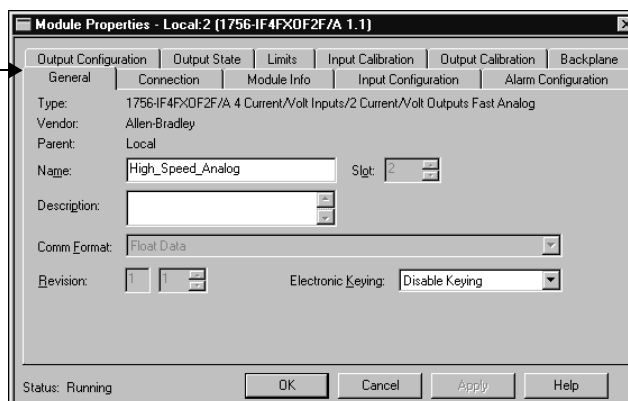 Module Properties - Local:2 (1756-IF4FXOF2F/A 1.1)
Output Configuration Output State Limits Input Calibration Output Calibration Backplane
General Connection Module Info Input Configuration Alarm Configuration
Type: 1756-IF4FXOF2F/A 4 Current/Volt Inputs/2 Current/Volt Outputs Fast Analog
Vendor: Allen-Bradley
Parent: Local
Name: High_Speed_Analog Slot: 2
Description:
Comm Format: Float Data
Revision: 1 1 Electronic Keying: Disable Keying
Status: Running OK Cancel Apply Help